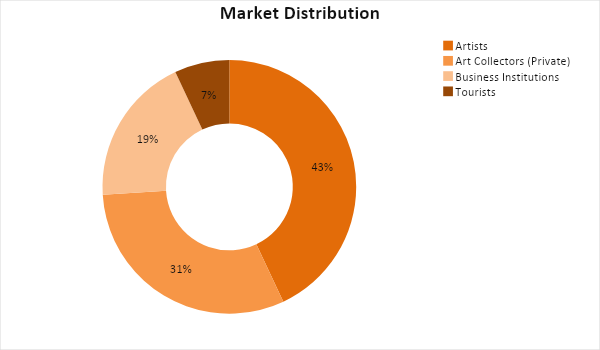 Market Distribution
Artists
Art Collectors (Private)
Business Institutions
Tourists
7%
19%
43%
31%